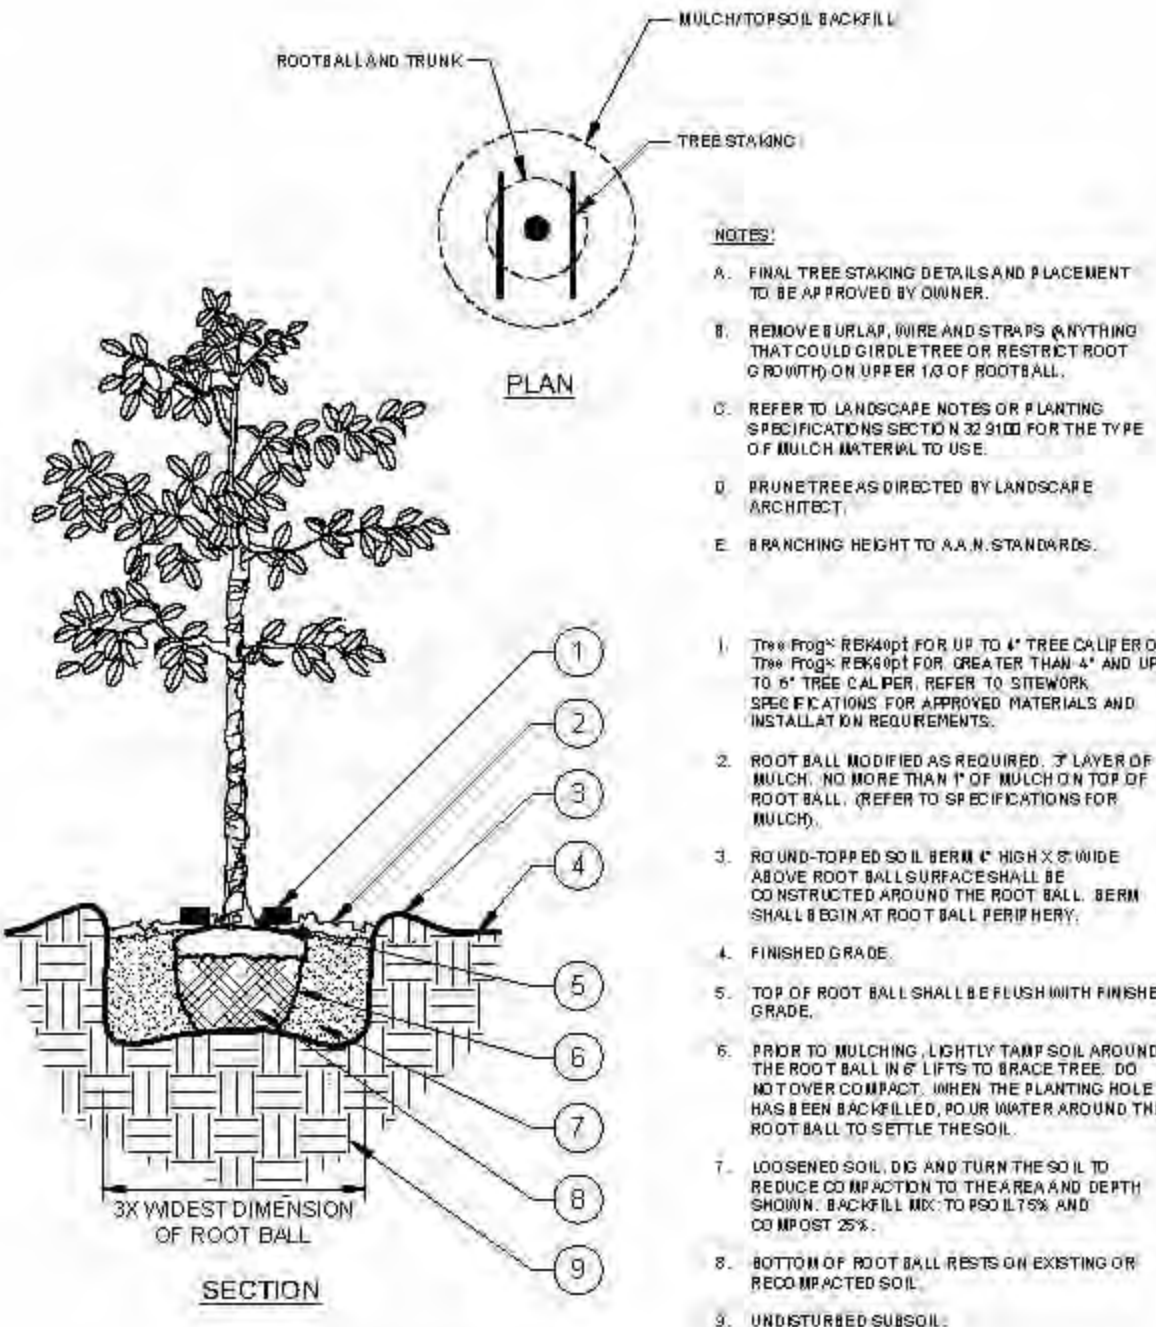 MULCH/TOPSOIL BACKFILL
ROOTBALL AND TRUNK
TREE STAKING
PLAN
NOTES:
A. FINAL TREE STAKING DETAILS AND PLACEMENT
TO BE APPROVED BY OWNER.
B. REMOVE BURLAP, WIRE AND STRAPS (ANYTHING
THAT COULD GIRDLE TREE OR RESTRICT ROOT
GROWTH) ON UPPER 1/3 OF ROOTBALL.
C. REFER TO LANDSCAPE NOTES OR PLANTING
SPECIFICATIONS SECTION 32 9100 FOR THE TYPE
OF MULCH MATERIAL TO USE.
D. PRUNE TREE AS DIRECTED BY LANDSCAPE
ARCHITECT.
E. BRANCHING HEIGHT TO A.A.N. STANDARDS.
1. Tree Frog RBK40pt FOR UP TO 4" TREE CALIPER O
Tree Frog RBK60pt FOR GREATER THAN 4" AND UP
TO 6" TREE CALIPER. REFER TO SITEWORK
SPECIFICATIONS FOR APPROVED MATERIALS AND
INSTALLATION REQUIREMENTS.
2. ROOT BALL MODIFIED AS REQUIRED. 3" LAYER OF
MULCH. NO MORE THAN 1" OF MULCH ON TOP OF
ROOT BALL. (REFER TO SPECIFICATIONS FOR
MULCH).
3. ROUND-TOPPED SOIL BERM 4" HIGH X 8" WIDE
ABOVE ROOT BALL SURFACE SHALL BE
CONSTRUCTED AROUND THE ROOT BALL. BERM
SHALL BEGIN AT ROOT BALL PERIPHERY.
4. FINISHED GRADE.
5. TOP OF ROOT BALL SHALL BE FLUSH WITH FINISHE
GRADE.
6. PRIOR TO MULCHING, LIGHTLY TAMP SOIL AROUND
THE ROOT BALL IN 6" LIFTS TO BRACE TREE. DO
NOT OVER COMPACT. WHEN THE PLANTING HOLE
HAS BEEN BACKFILLED, POUR WATER AROUND TH
ROOT BALL TO SETTLE THE SOIL.
7. LOOSENED SOIL. DIG AND TURN THE SOIL TO
REDUCE COMPACTION TO THE AREA AND DEPTH
SHOWN. BACKFILL MIX: TOPSOIL 75% AND
COMPOST 25%.
8. BOTTOM OF ROOT BALL RESTS ON EXISTING OR
RECOMPACTED SOIL.
9. UNDISTURBED SUBSOIL.
1
2
3
4
5
6
7
8
9
3X WIDEST DIMENSION
OF ROOT BALL
SECTION